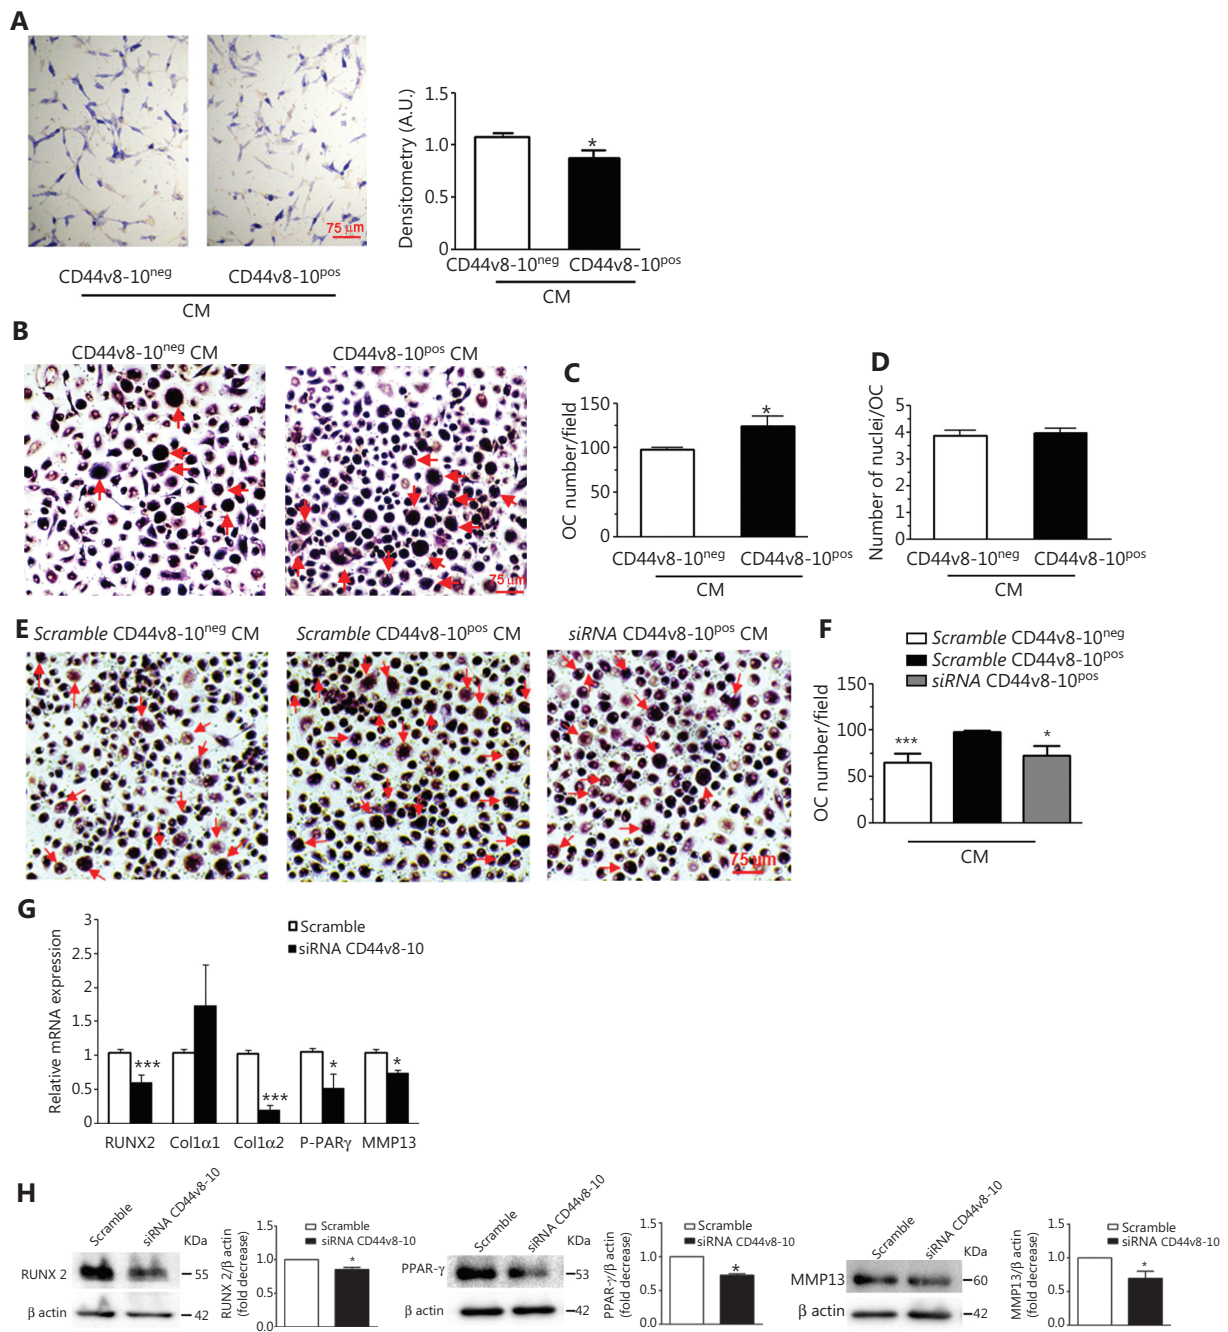 A
Densitometry (A.U.)
1.5
1.0
0.5
0
*
75 µm
CD44v8-10neg CD44v8-10pos
CM
CD44v8-10neg CD44v8-10pos
CM
B
CD44v8-10neg CM
CD44v8-10pos CM
75 µm
C
OC number/field
150
100
50
0
*
CD44v8-10neg CD44v8-10pos
CM
D
Number of nuclei/OC
5
4
3
2
1
0
CD44v8-10neg CD44v8-10pos
CM
E
Scramble CD44v8-10neg CM
Scramble CD44v8-10pos CM
siRNA CD44v8-10pos CM
75 µm
F
Scramble CD44v8-10neg
Scramble CD44v8-10pos
siRNA CD44v8-10pos
OC number/field
150
100
50
0
***
*
CM
G
Relative mRNA expression
3
2.5
2
1.5
1
0.5
0
Scramble
siRNA CD44v8-10
***
***
*
*
RUNX2 Col1α1 Col1α2 P-PARγ MMP13
H
Scramble
siRNA CD44v8-10
KDa
RUNX 2
55
β actin
42
RUNX 2/β actin
(fold decrease)
1.5
1.0
0.5
0.0
Scramble
siRNA CD44v8-10
*
Scramble
siRNA CD44v8-10
KDa
PPAR-γ
53
β actin
42
PPAR-γ/β actin
(fold decrease)
1.5
1.0
0.5
0.0
Scramble
siRNA CD44v8-10
*
Scramble
siRNA CD44v8-10
KDa
MMP13
60
β actin
42
MMP13/β actin
(fold decrease)
1.5
1.0
0.5
0.0
Scramble
siRNA CD44v8-10
*